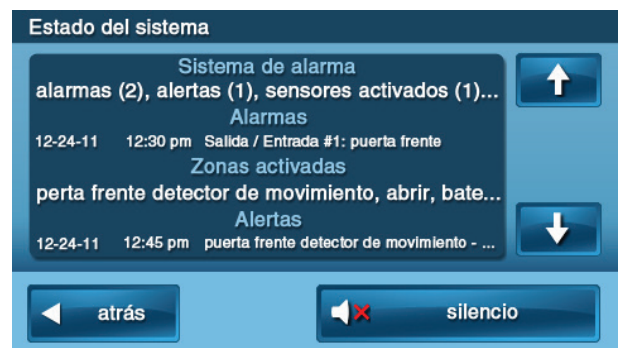 Estado del sistema
Sistema de alarma
alarmas (2), alertas (1), sensores activados (1)...
Alarmas
12-24-11 12:30 pm Salida / Entrada #1: puerta frente
Zonas activadas
perta frente detector de movimiento, abrir, bate...
Alertas
12-24-11 12:45 pm puerta frente detector de movimiento - ...
atrás
silencio